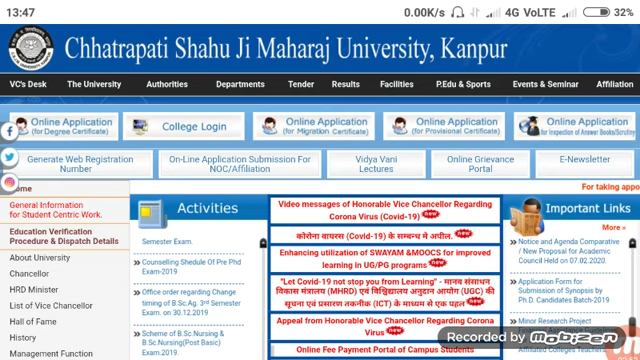 13:47
0.00K/s
4G VoLTE
32%
Chhatrapati Shahu Ji Maharaj University, Kanpur
VC's Desk
The University
Authorities
Departments
Tender
Results
Facilities
P.Edu & Sports
Events & Seminar
Affiliation
Online Application
(for Degree Certificate)
College Login
Online Application
(for Migration Certificate)
Online Application
(for Provisional Certificate)
Online Application
(for Inspection of Answer Books/Scrutiny)
Generate Web Registration
Number
On-Line Application Submission For
NOC/Affiliation
Vidya Vani
Lectures
Online Grievance
Portal
E-Newsletter
For taking appo
ome
General Information
for Student Centric Work.
Education Verification
Procedure & Dispatch Details
About University
Chancellor
HRD Minister
List of Vice Chancellor
Hall of Fame
History
Management Function
Activities
Semester Exam.
Counselling Shedule Of Pre Phd
Exam-2019
Office order regarding Change
timing of B.Sc.Ag. 3rd Semester
Exam. on 30.12.2019
Scheme of B.Sc.Nursing &
B.Sc.Nursing(Post Basic)
Exam.2019
Video messages of Honorable Vice Chancellor Regarding
Corona Virus (Covid-19) new
कोरोना वायरस (Covid-19) के सम्बन्ध मे अपील. new
Enhancing utilization of SWAYAM &MOOCS for improved
learning in UG/PG programs new
"Let Covid-19 not stop you from Learning" - मानव संसाधन
विकास मंत्रालय (MHRD) एवं विश्विद्यालय अनुदान आयोग (UGC) की
सूचना एवं प्रसारण तकनीक (ICT) के माध्यम से एक पहल new
Appeal from Honorable Vice Chancellor Regarding Corona
Virus new
Online Fee Payment Portal of Campus Students
Important Links
More »
Notice and Agenda Comparative
/ New Proposal for Academic
Council Held on 07.02.2020.
Application Form for
Submission of Synopsis by
Ph.D. Candidates Batch-2019
Minor Research Project
Affiliated Colleges
Recorded by MOBIZEN